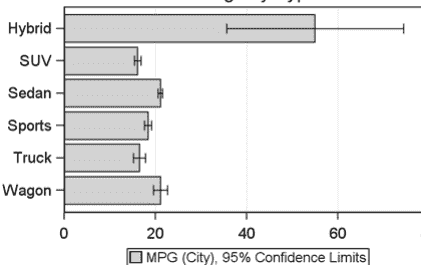 Hybrid
SUV
Sedan
Sports
Truck
Wagon
0 20 40 60
MPG (City), 95% Confidence Limits